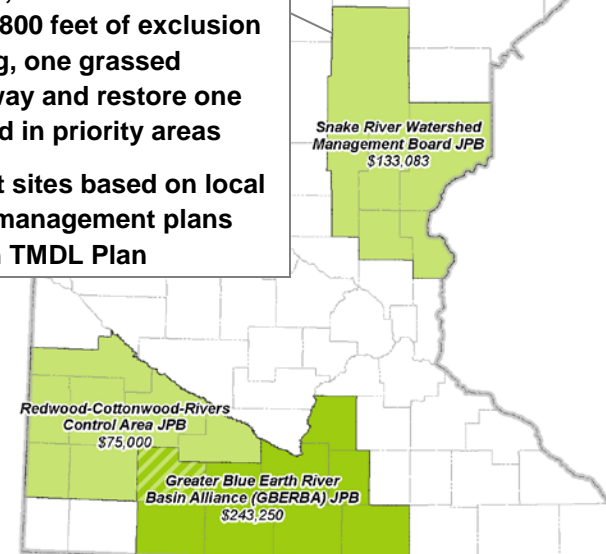 800 feet of exclusion
g, one grassed
way and restore one
d in priority areas
t sites based on local
management plans
TMDL Plan
Snake River Watershed
Management Board JPB
$133,083
Redwood-Cottonwood-Rivers
Control Area JPB
$75,000
Greater Blue Earth River
Basin Alliance (GBERBA) JPB
$243,250